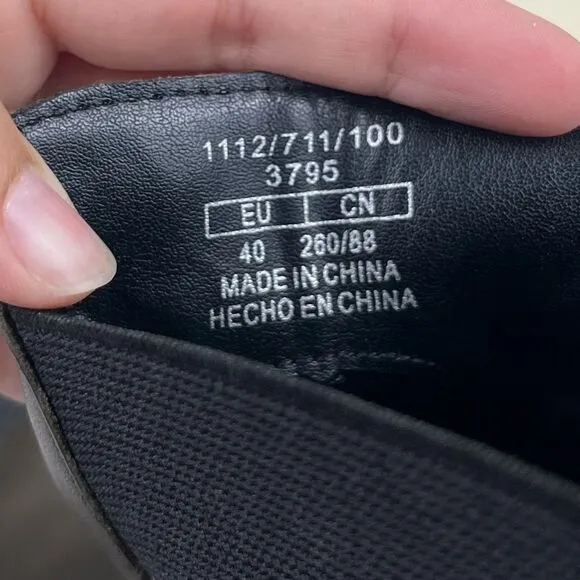 1112/711/100
3795
EU CN
40 260/88
MADE IN CHINA
HECHO EN CHINA